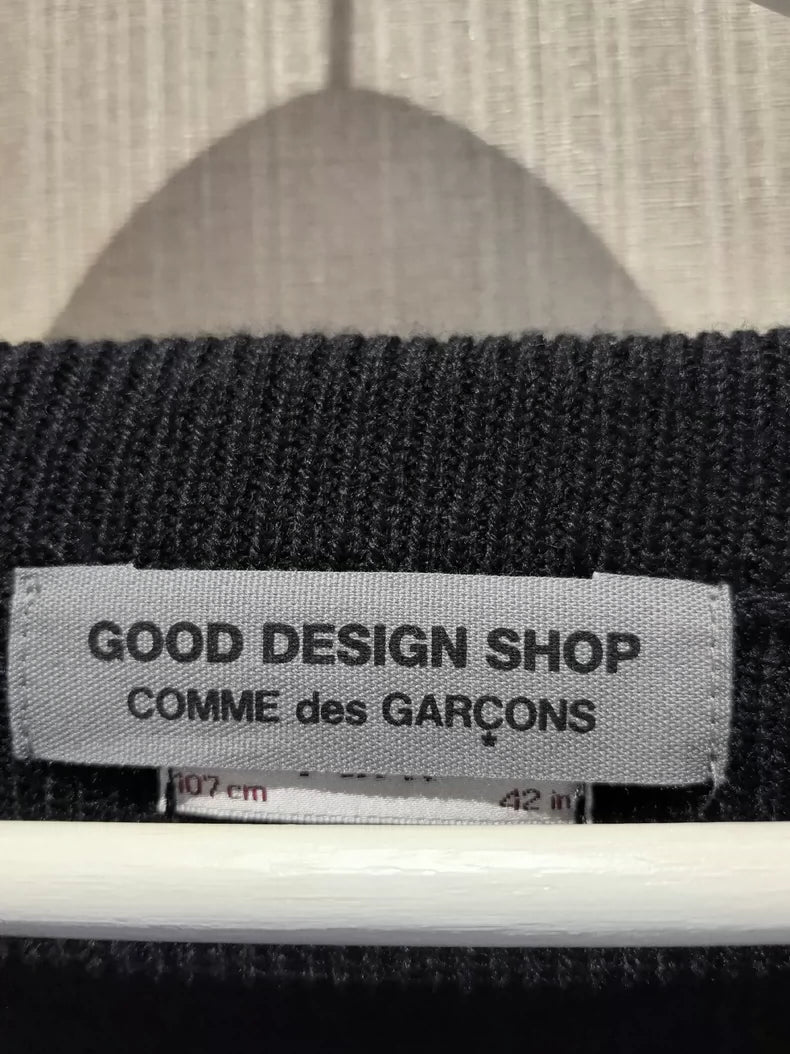 GOOD DESIGN SHOP
COMME des GARÇONS
107 cm 42 in